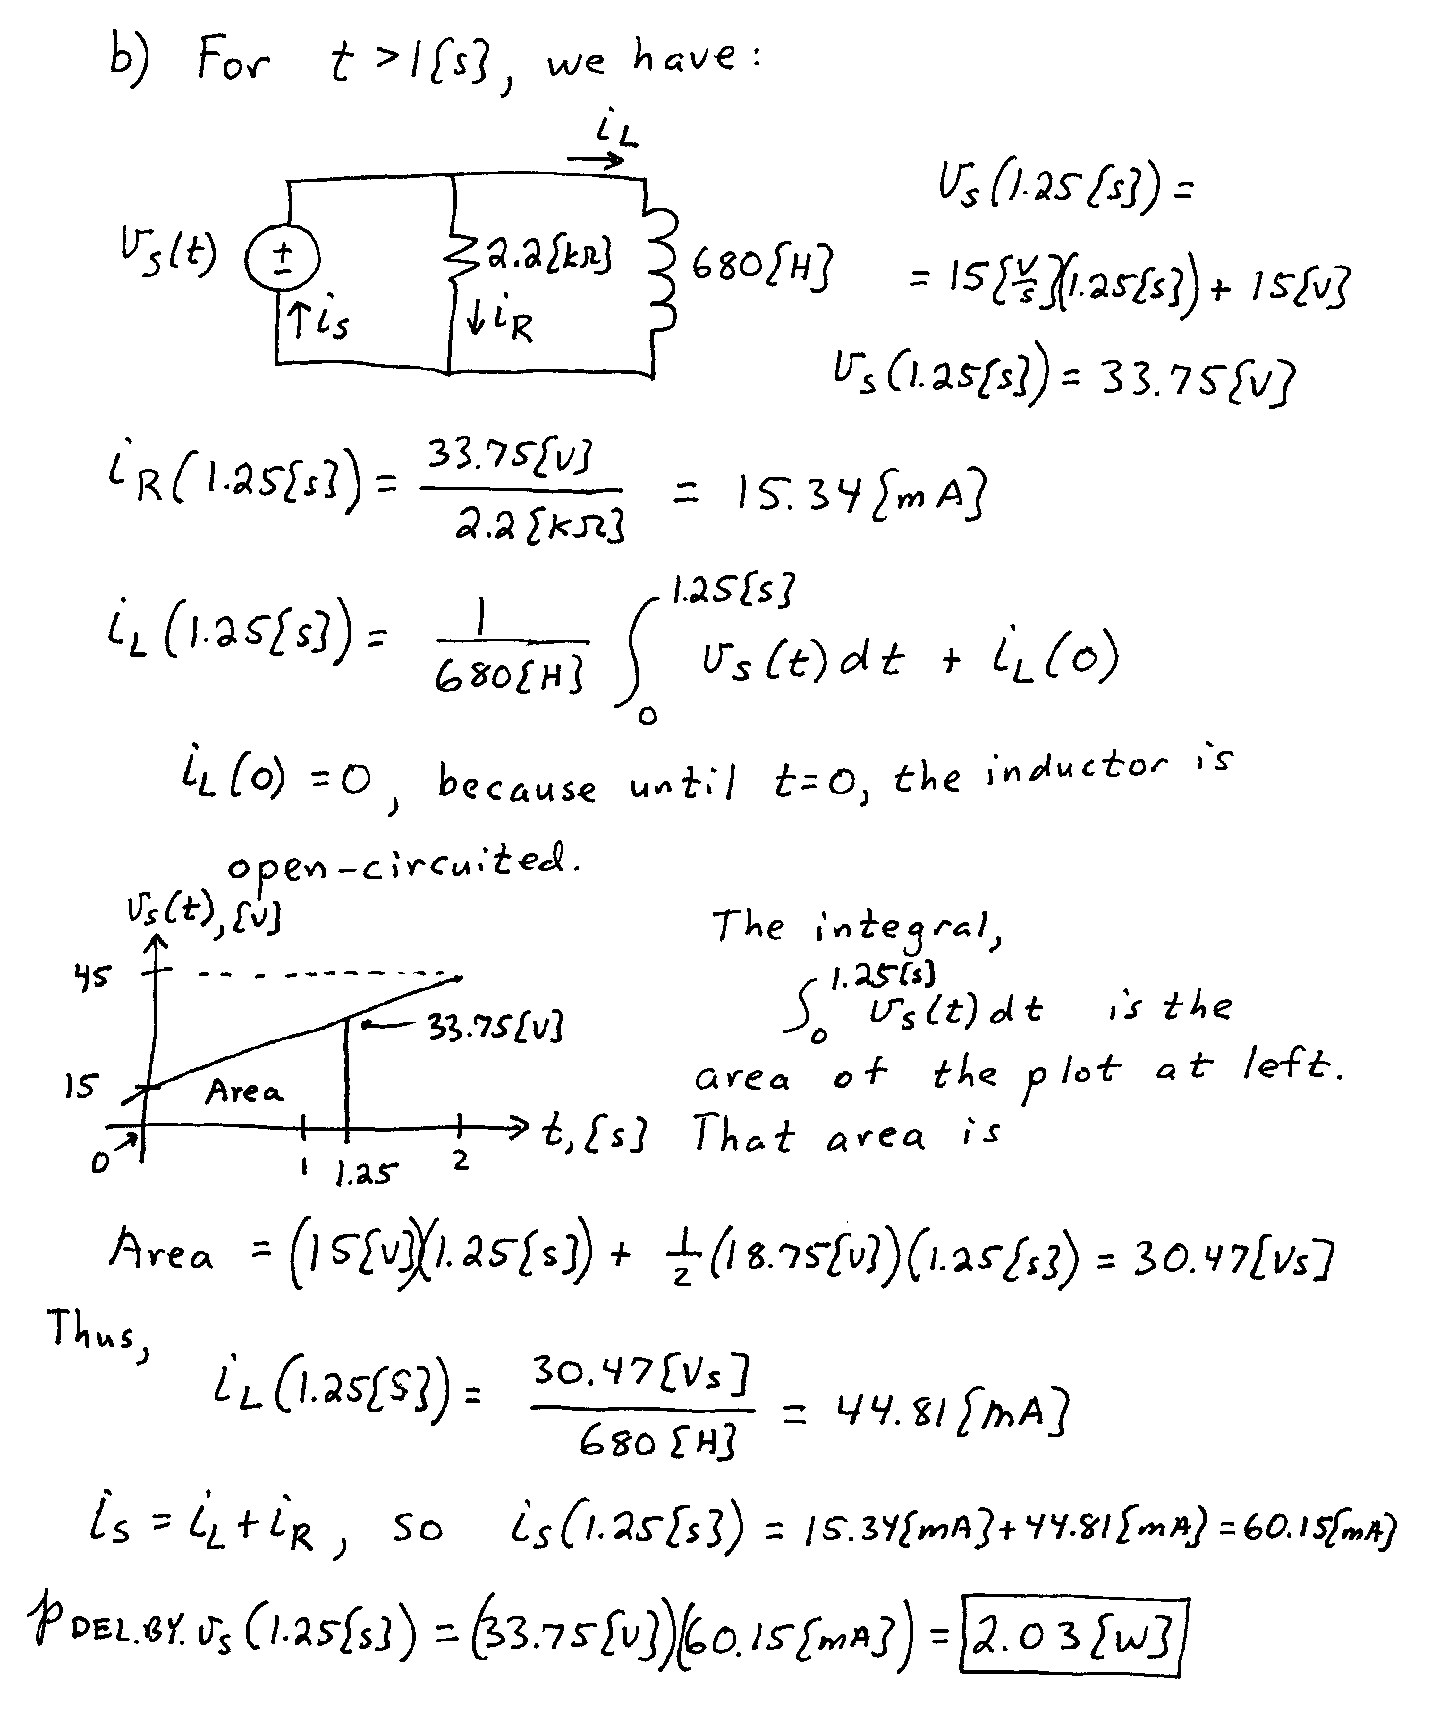 b) For t > 1[s], we have:
iL
vs(t) + − 2.2[kΩ] 680[H]
is iR
vs(1.25[s]) =
= 15[V/s](1.25[s]) + 15[V]
vs(1.25[s]) = 33.75[V]
iR(1.25[s]) = 33.75[V] / 2.2[kΩ] = 15.34[mA]
iL(1.25[s]) = 1 / 680[H] ∫₀^1.25[s] vs(t)dt + iL(0)
iL(0) = 0, because until t=0, the inductor is
open-circuited.
vs(t), [V]
45
33.75[V]
15
Area
t, [s]
0 1 1.25 2
The integral,
∫₀^1.25[s] vs(t)dt is the
area of the plot at left.
That area is
Area = (15[V])(1.25[s]) + 1/2 (18.75[V])(1.25[s]) = 30.47[Vs]
Thus,
iL(1.25[s]) = 30.47[Vs] / 680[H] = 44.81[mA]
is = iL + iR, so is(1.25[s]) = 15.34[mA] + 44.81[mA] = 60.15[mA]
p DEL.BY. vs (1.25[s]) = (33.75[V])(60.15[mA]) = 2.03[W]